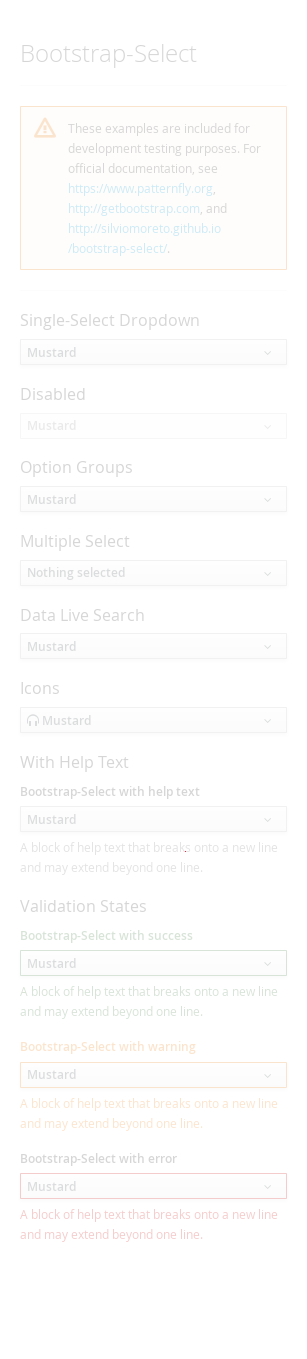 Bootstrap-Select
These examples are included for
development testing purposes. For
official documentation, see
https://www.patternfly.org,
http://getbootstrap.com, and
http://silviomoreto.github.io
/bootstrap-select/.
Single-Select Dropdown
Mustard
Disabled
Mustard
Option Groups
Mustard
Multiple Select
Nothing selected
Data Live Search
Mustard
Icons
Mustard
With Help Text
Bootstrap-Select with help text
Mustard
A block of help text that breaks onto a new line
and may extend beyond one line.
Validation States
Bootstrap-Select with success
Mustard
A block of help text that breaks onto a new line
and may extend beyond one line.
Bootstrap-Select with warning
Mustard
A block of help text that breaks onto a new line
and may extend beyond one line.
Bootstrap-Select with error
Mustard
A block of help text that breaks onto a new line
and may extend beyond one line.